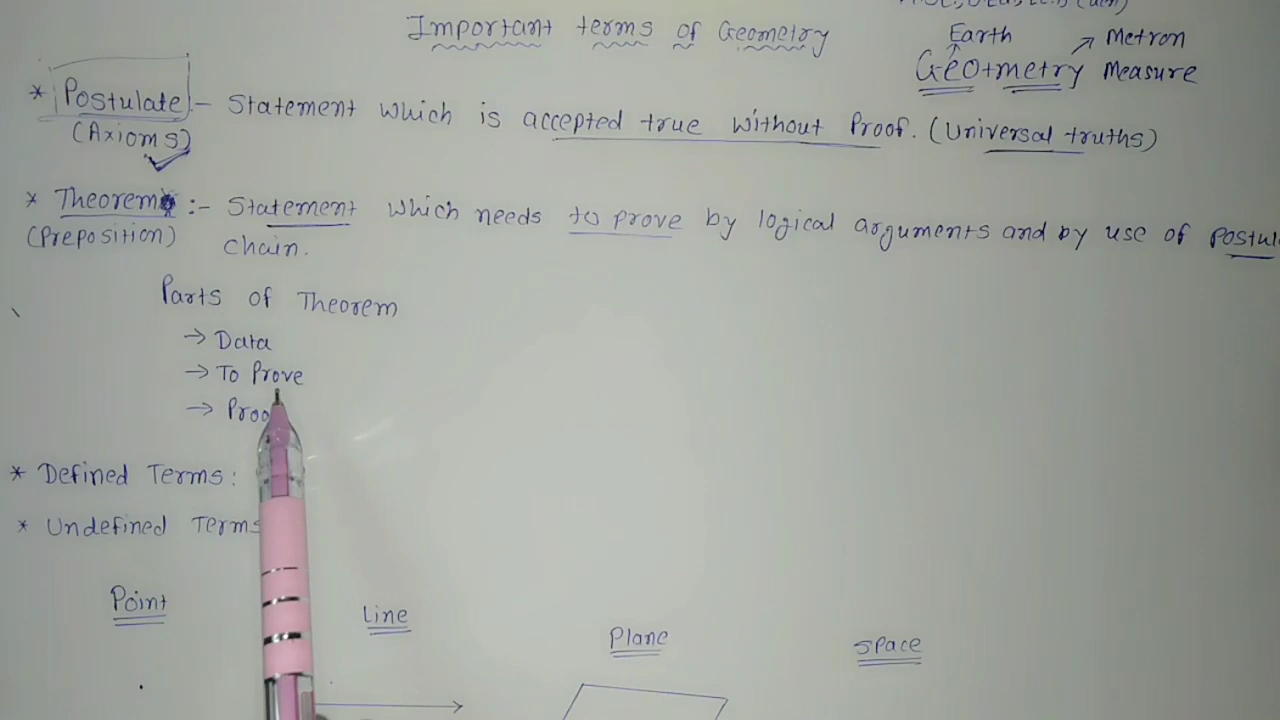 Important terms of Geometry
Earth Metron
Geo+metry Measure
* Postulate :- Statement which is accepted true without Proof. (Universal truths)
(Axioms)
* Theorem :- Statement which needs to prove by logical arguments and by use of Postul
(Preposition) chain.
Parts of Theorem
→ Data
→ To Prove
→ Proo
* Defined Terms:
* Undefined Terms
Point Line Plane Space